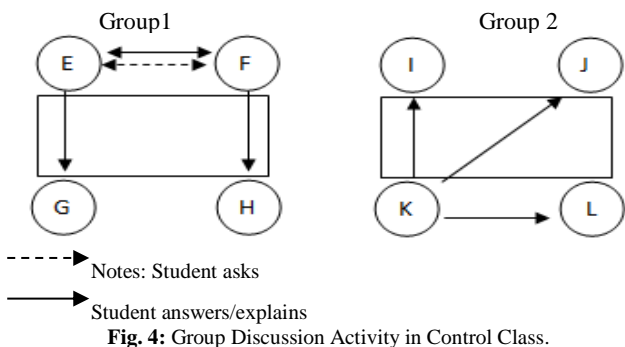 Group1 Group 2
E F I J
G H K L
Notes: Student asks
Student answers/explains
Fig. 4: Group Discussion Activity in Control Class.